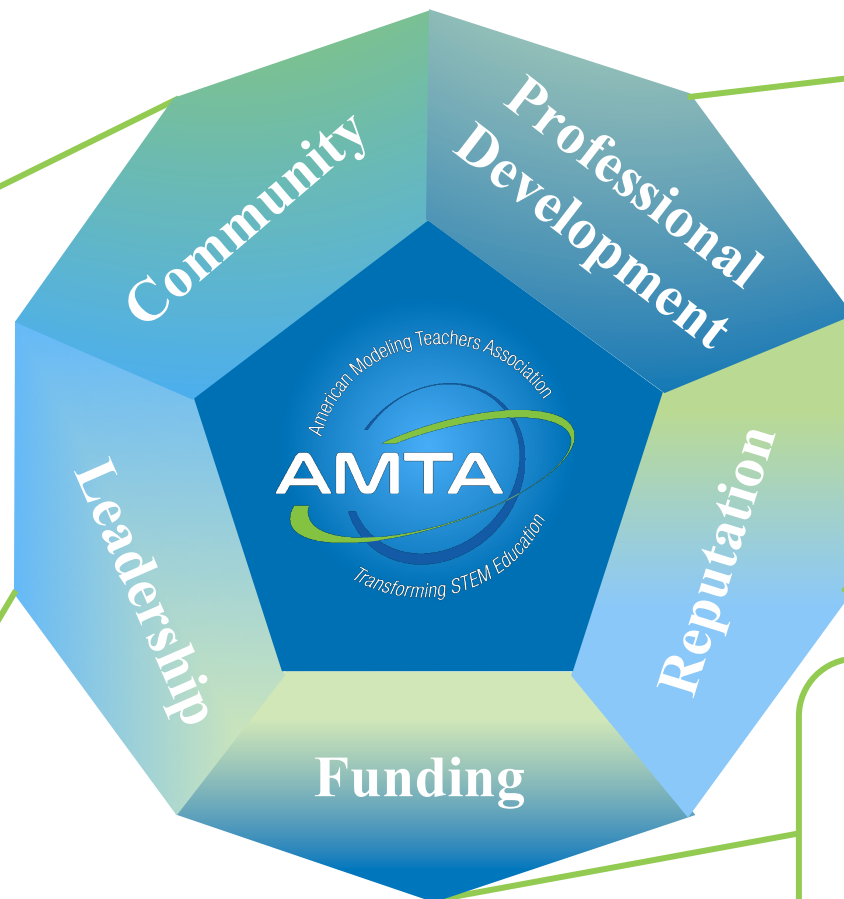 Community
Professional
Development
American Modeling Teachers Association
AMTA
Transforming STEM Education
Leadership
Reputation
Funding